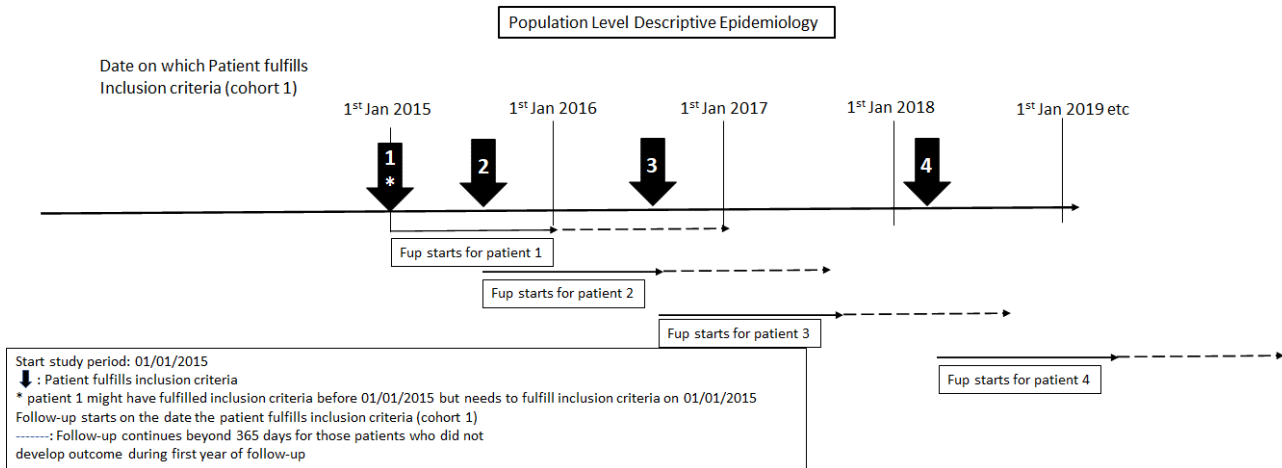 Population Level Descriptive Epidemiology
Date on which Patient fulfills
Inclusion criteria (cohort 1)
1st Jan 2015
1st Jan 2016
1st Jan 2017
1st Jan 2018
1st Jan 2019 etc
1
*
2
3
4
Fup starts for patient 1
Fup starts for patient 2
Fup starts for patient 3
Fup starts for patient 4
Start study period: 01/01/2015
: Patient fulfills inclusion criteria
* patient 1 might have fulfilled inclusion criteria before 01/01/2015 but needs to fulfill inclusion criteria on 01/01/2015
Follow-up starts on the date the patient fulfills inclusion criteria (cohort 1)
-------: Follow-up continues beyond 365 days for those patients who did not
develop outcome during first year of follow-up